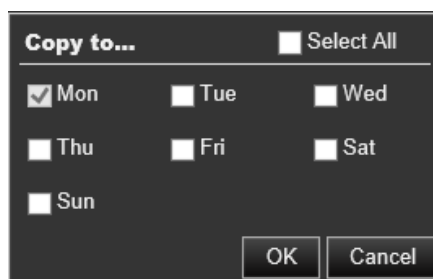 Copy to... Select All
Mon Tue Wed
Thu Fri Sat
Sun
OK Cancel